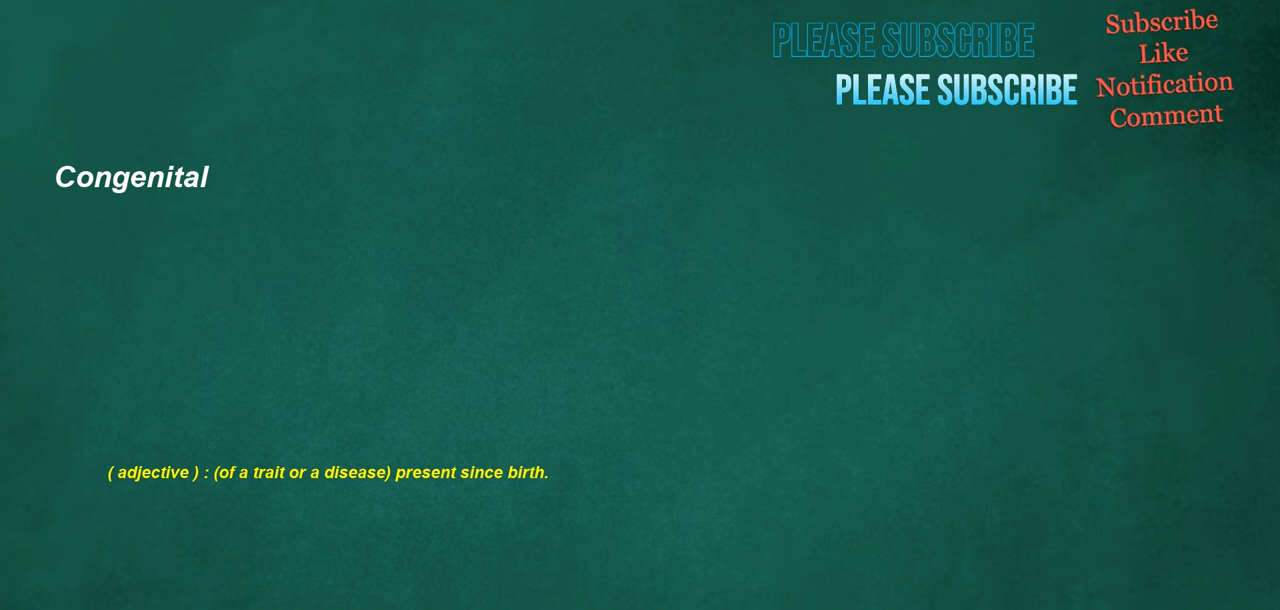 PLEASE SUBSCRIBE
PLEASE SUBSCRIBE
Subscribe
Like
Notification
Comment
Congenital
( adjective ) : (of a trait or a disease) present since birth.